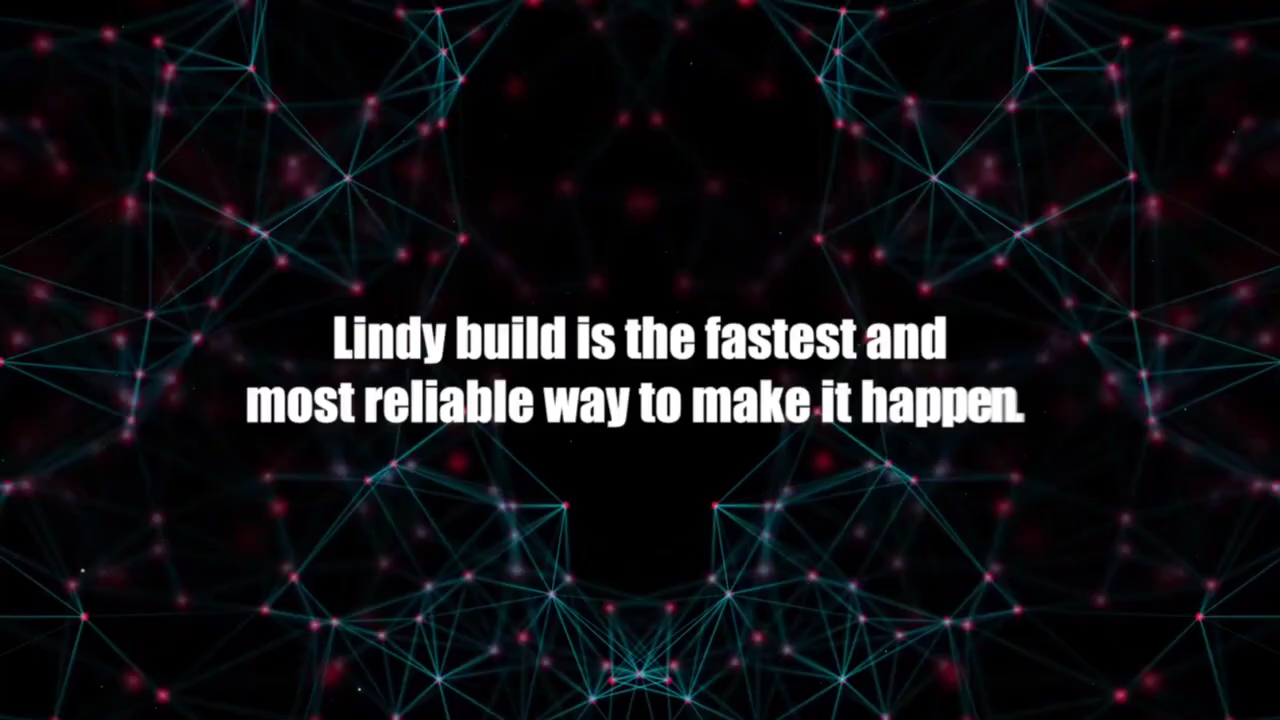 Lindy build is the fastest and
most reliable way to make it happen.